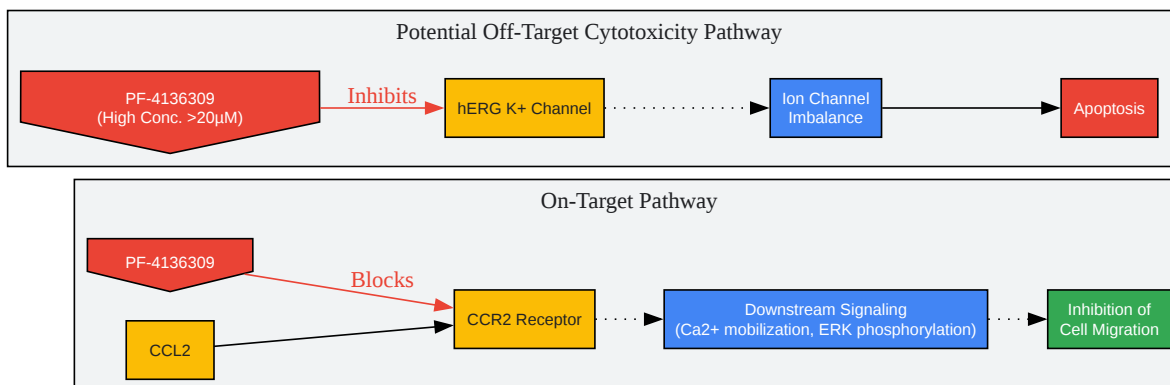 Potential Off-Target Cytotoxicity Pathway
PF-4136309
(High Conc. >20μM)
Inhibits
hERG K+ Channel
Ion Channel
Imbalance
Apoptosis
On-Target Pathway
PF-4136309
Blocks
CCL2
CCR2 Receptor
Downstream Signaling
(Ca2+ mobilization, ERK phosphorylation)
Inhibition of
Cell Migration